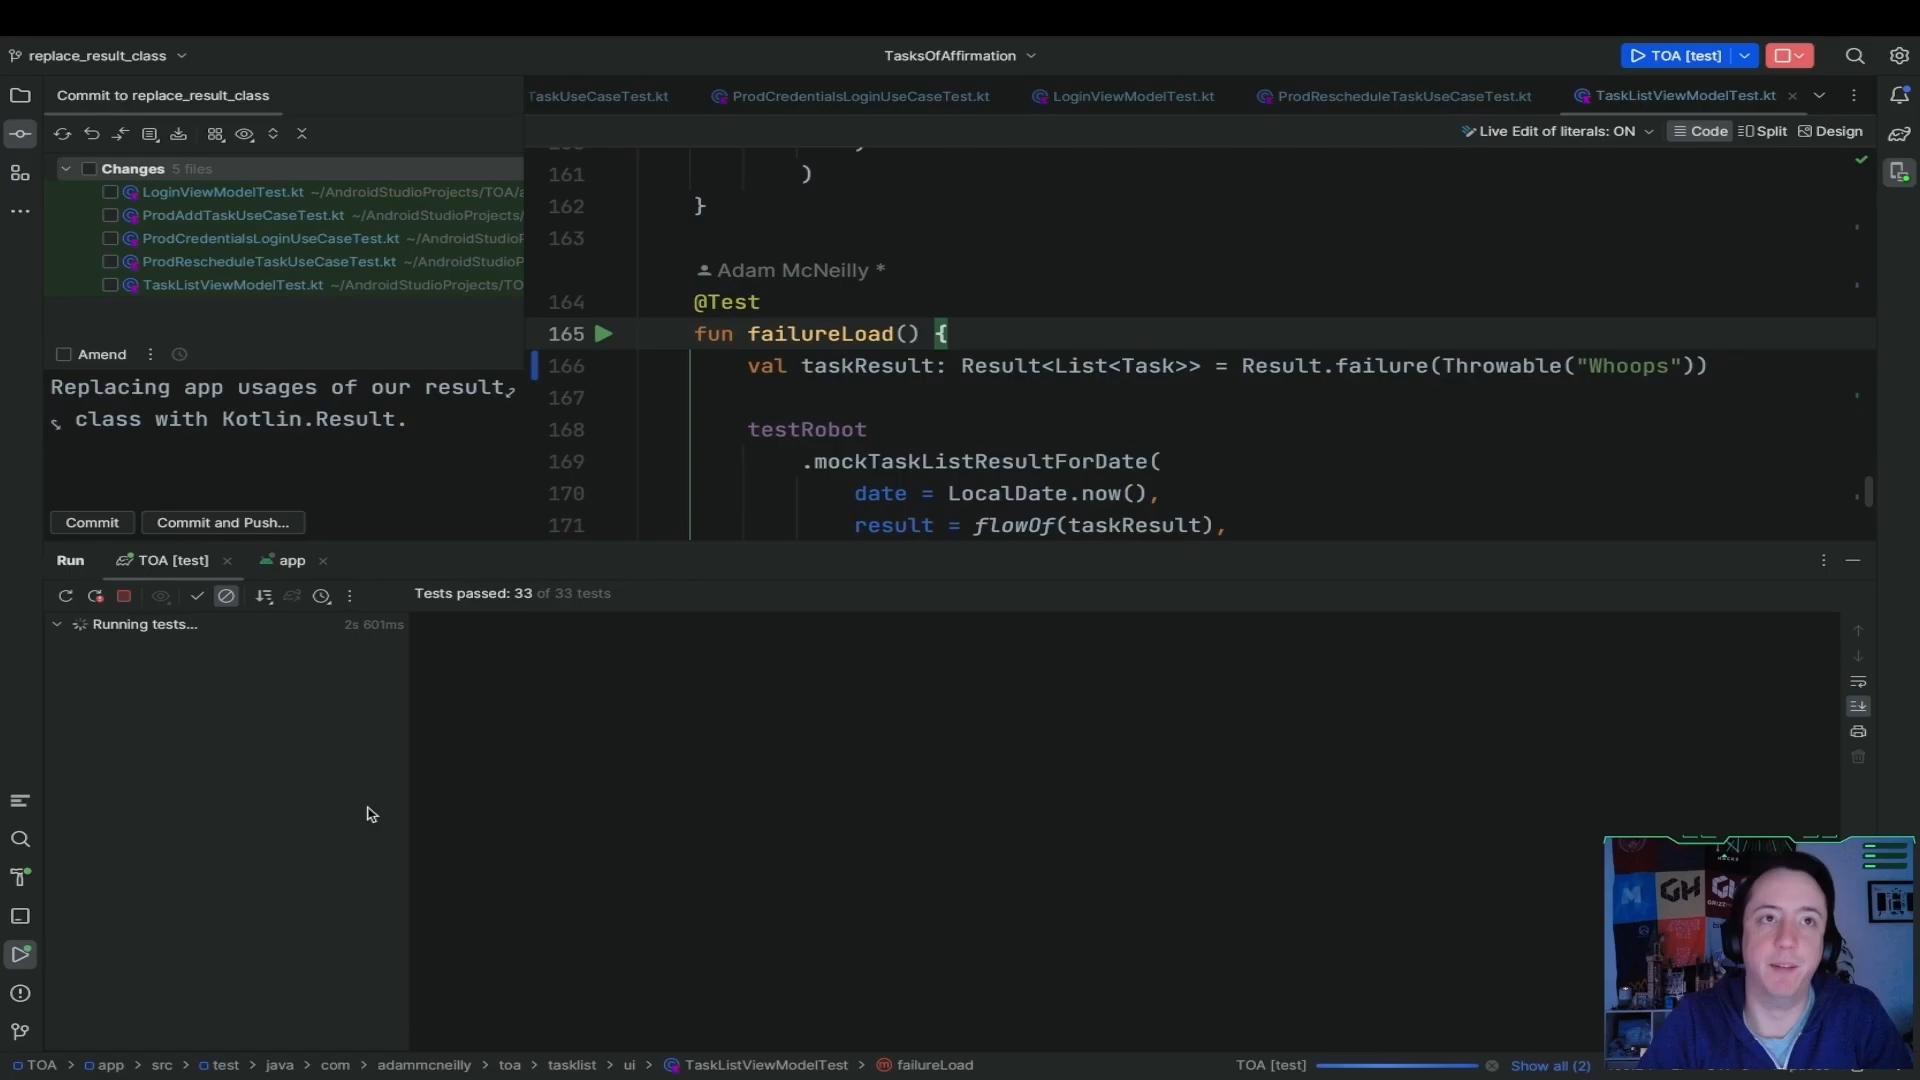 replace_result_class
TasksOfAffirmation
TOA [test]
Commit to replace_result_class
TaskUseCaseTest.kt
ProdCredentialsLoginUseCaseTest.kt
LoginViewModelTest.kt
ProdRescheduleTaskUseCaseTest.kt
TaskListViewModelTest.kt
Live Edit of literals: ON
Code
Split
Design
Changes 5 files
LoginViewModelTest.kt ~/AndroidStudioProjects/TOA/a
ProdAddTaskUseCaseTest.kt ~/AndroidStudioProjects/
ProdCredentialsLoginUseCaseTest.kt ~/AndroidStudioP
ProdRescheduleTaskUseCaseTest.kt ~/AndroidStudioP
TaskListViewModelTest.kt ~/AndroidStudioProjects/TO
Amend
Replacing app usages of our result
class with Kotlin.Result.
Commit
Commit and Push...
161 )
162 }
163
Adam McNeilly *
164 @Test
165 fun failureLoad() {
166 val taskResult: Result<List<Task>> = Result.failure(Throwable("Whoops"))
167
168 testRobot
169 .mockTaskListResultForDate(
170 date = LocalDate.now(),
171 result = flowOf(taskResult),
Run
TOA [test]
app
Tests passed: 33 of 33 tests
Running tests... 2s 601ms
GH
TOA > app > src > test > java > com > adammcneilly > toa > tasklist > ui > TaskListViewModelTest > failureLoad
TOA [test]
Show all (2)